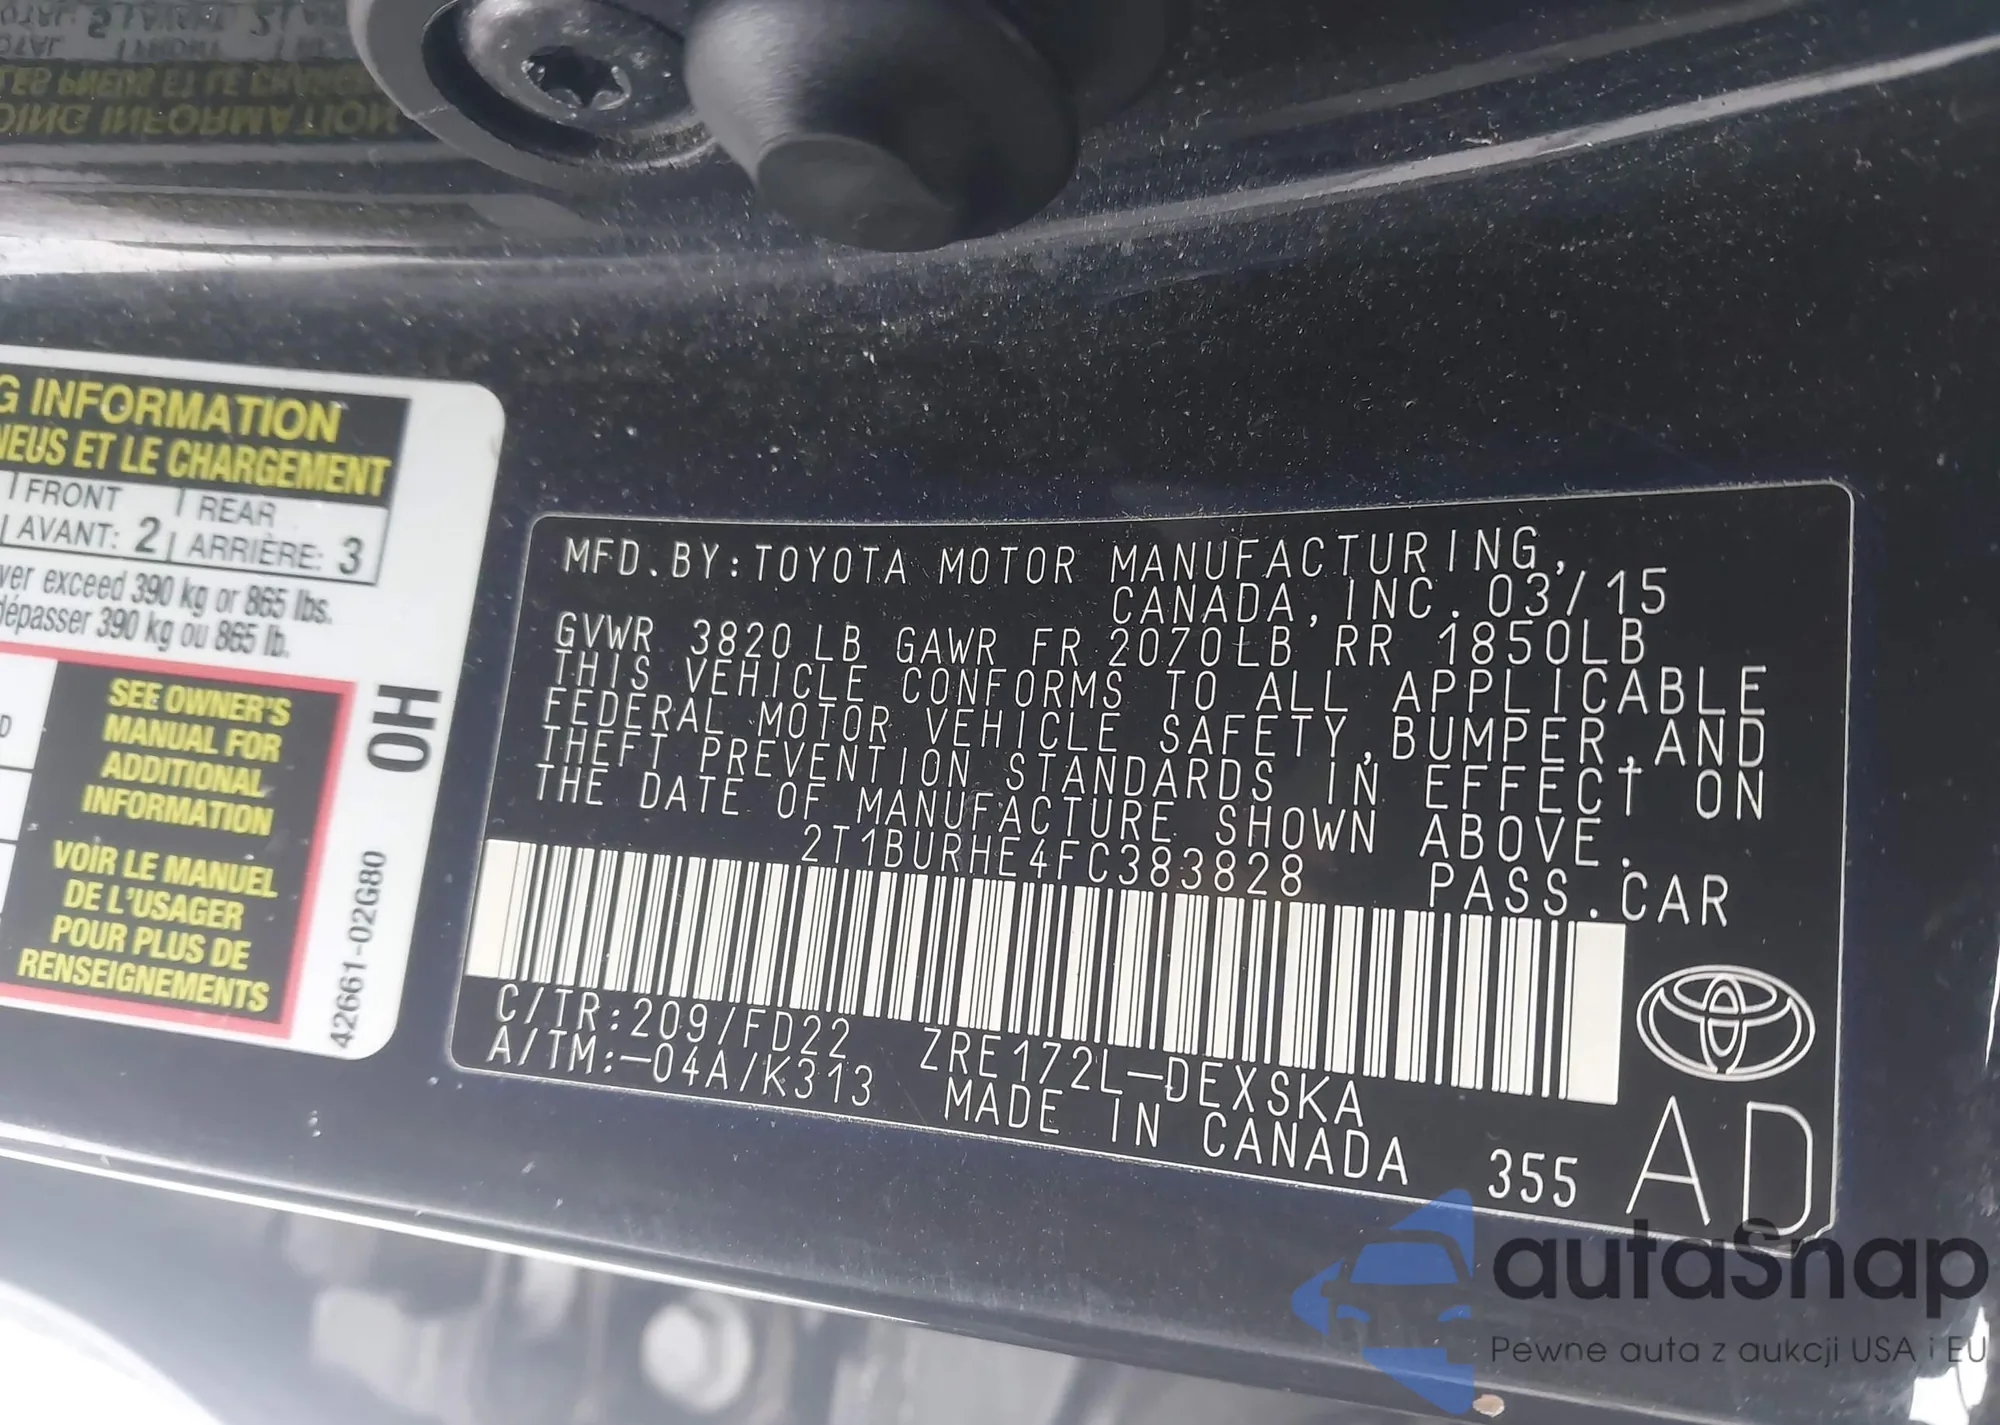 G INFORMATION
NEUS ET LE CHARGEMENT
FRONT REAR
AVANT: 2 ARRIÈRE: 3
ver exceed 390 kg or 865 lbs.
dépasser 390 kg ou 865 lb.
SEE OWNER'S
MANUAL FOR
ADDITIONAL
INFORMATION
VOIR LE MANUEL
DE L'USAGER
POUR PLUS DE
RENSEIGNEMENTS
OH
42661-02G80
MFD.BY:TOYOTA MOTOR MANUFACTURING,
CANADA,INC.03/15
GVWR 3820LB GAWR FR 2070LB RR 1850LB
THIS VEHICLE CONFORMS TO ALL APPLICABLE
FEDERAL MOTOR VEHICLE SAFETY,BUMPER,AND
THEFT PREVENTION STANDARDS IN EFFECT ON
THE DATE OF MANUFACTURE SHOWN ABOVE.
2T1BURHE4FC383828 PASS.CAR
C/TR:209/FD22 ZRE172L-DEXSKA
A/TM:-04A/K313 MADE IN CANADA 355 AD
autaSnap
Pewne auta z aukcji USA i EU